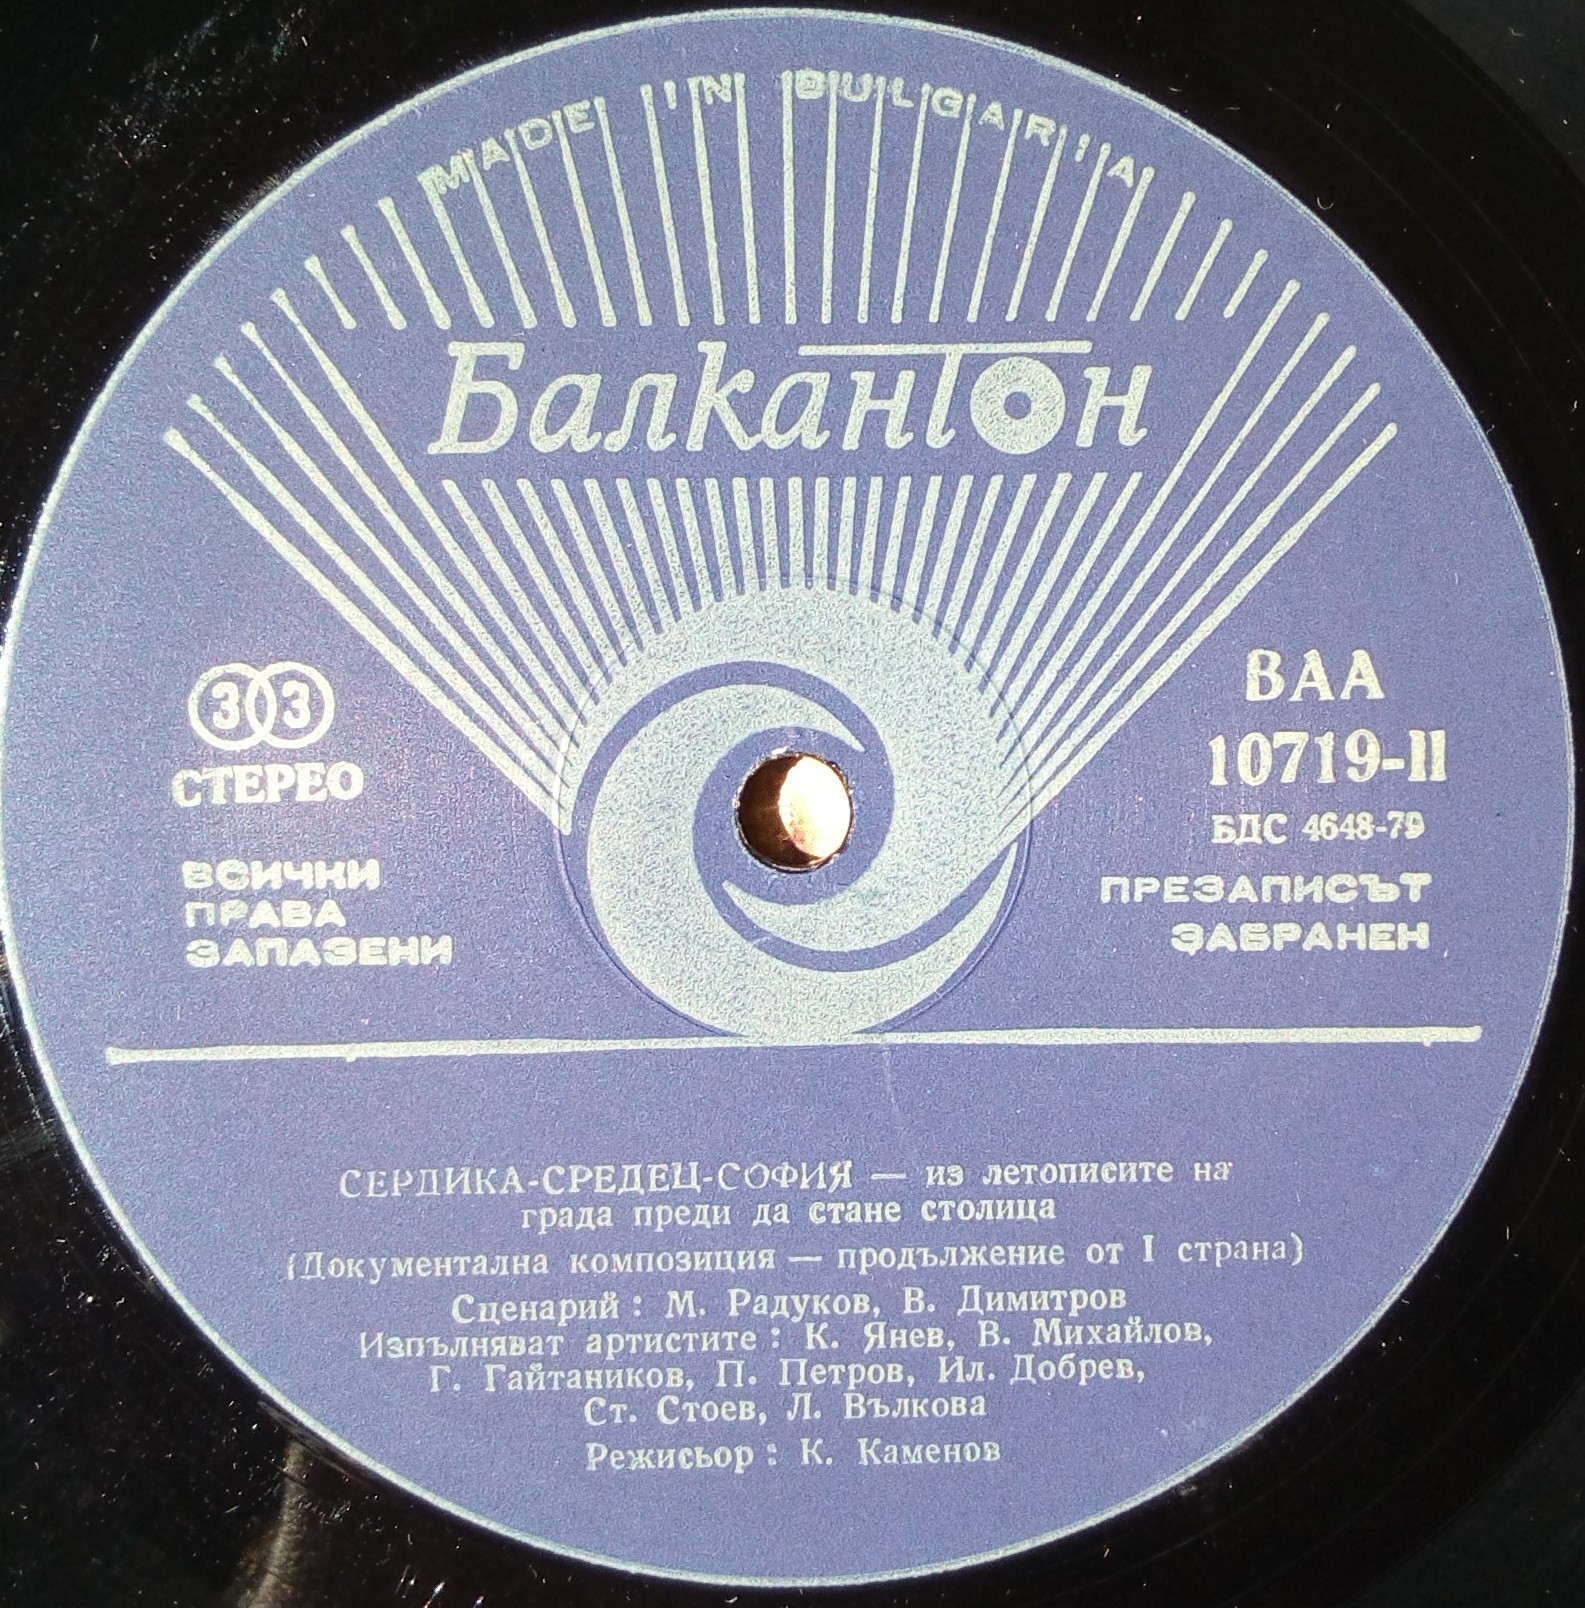 MADE IN BULGARIA
Балкантон
33
СТЕРЕО
ВСИЧКИ
ПРАВА
ЗАПАЗЕНИ
ВАА
10719-II
БДС 4648-79
ПРЕЗАПИСЪТ
ЗАБРАНЕН
СЕРДИКА-СРЕДЕЦ-СОФИЯ — из летописите на
града преди да стане столица
(Документална композиция — продължение от I страна)
Сценарий: М. Радуков, В. Димитров
Изпълняват артистите: К. Янев, В. Михайлов,
Г. Гайтаников, П. Петров, Ил. Добрев,
Ст. Стоев, Л. Вълкова
Режисьор: К. Каменов